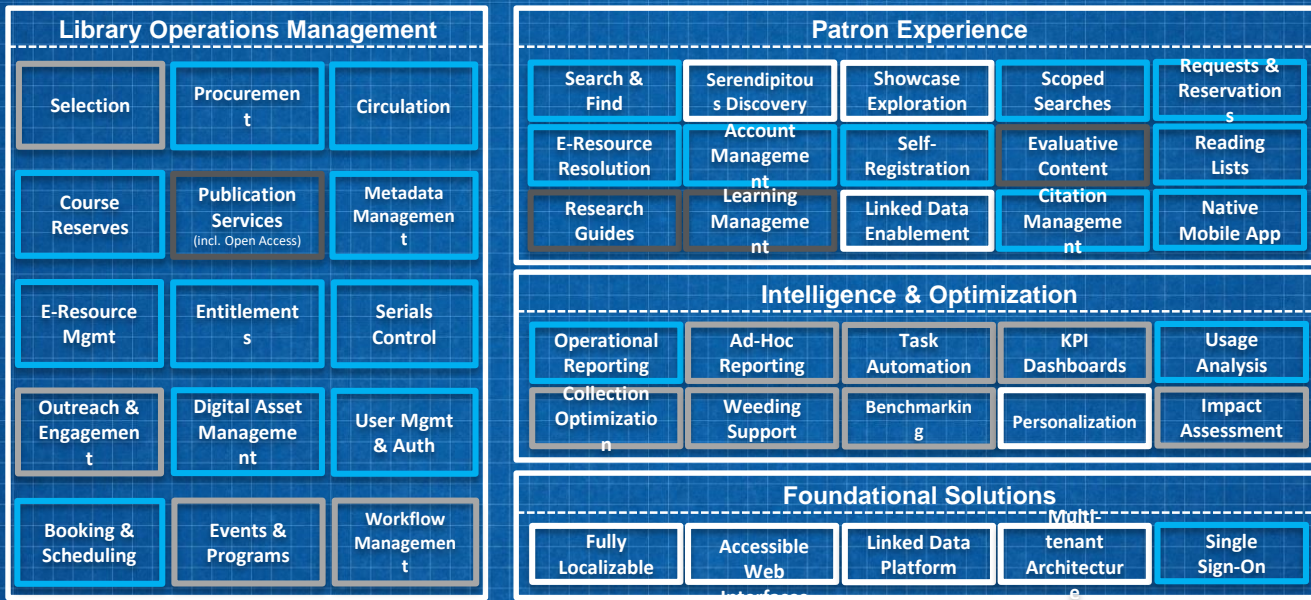 Library Operations Management
Selection
Procuremen
t
Circulation
Course
Reserves
Publication
Services
(incl. Open Access)
Metadata
Managemen
t
E-Resource
Mgmt
Entitlement
s
Serials
Control
Outreach &
Engagemen
t
Digital Asset
Manageme
nt
User Mgmt
& Auth
Booking &
Scheduling
Events &
Programs
Workflow
Managemen
t
Patron Experience
Search &
Find
Serendipitou
s Discovery
Showcase
Exploration
Scoped
Searches
Requests &
Reservation
s
E-Resource
Resolution
Account
Manageme
nt
Self-
Registration
Evaluative
Content
Reading
Lists
Research
Guides
Learning
Manageme
nt
Linked Data
Enablement
Citation
Manageme
nt
Native
Mobile App
Intelligence & Optimization
Operational
Reporting
Ad-Hoc
Reporting
Task
Automation
KPI
Dashboards
Usage
Analysis
Collection
Optimizatio
n
Weeding
Support
Benchmarkin
g
Personalization
Impact
Assessment
Foundational Solutions
Fully
Localizable
Accessible
Web
Interfaces
Linked Data
Platform
Multi-
tenant
Architectur
e
Single
Sign-On